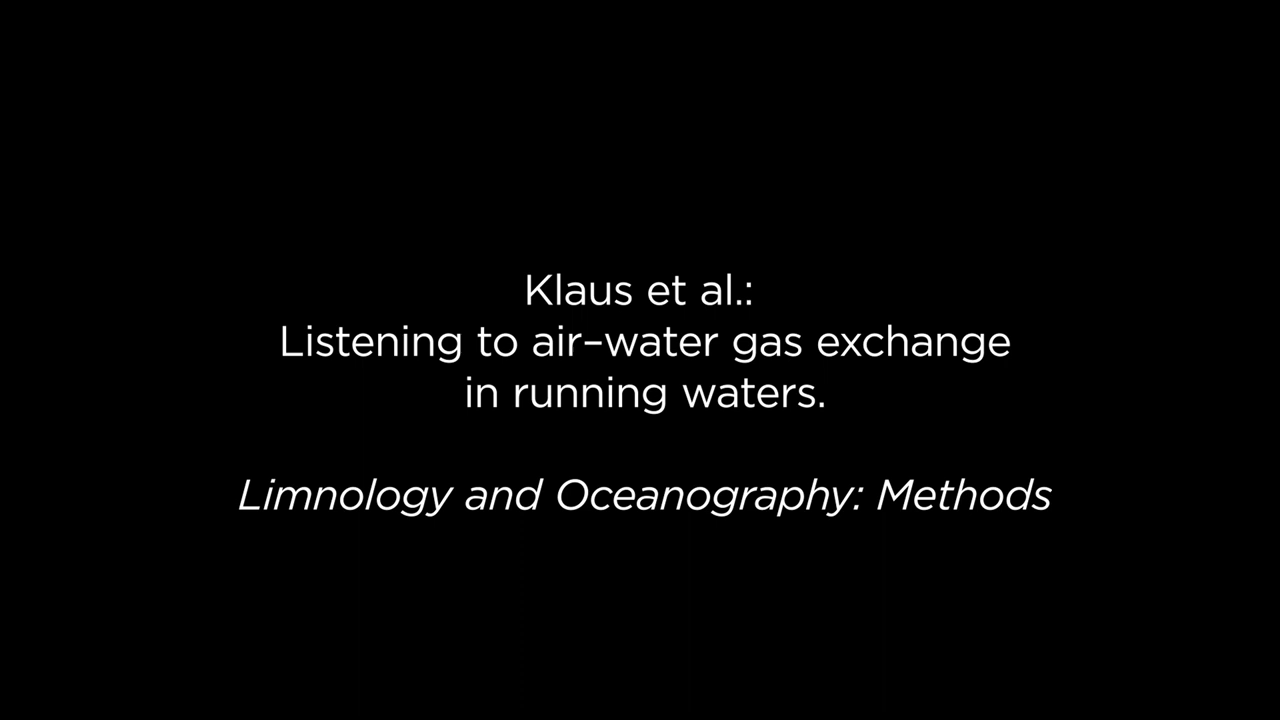 Klaus et al.:
Listening to air–water gas exchange
in running waters.
Limnology and Oceanography: Methods